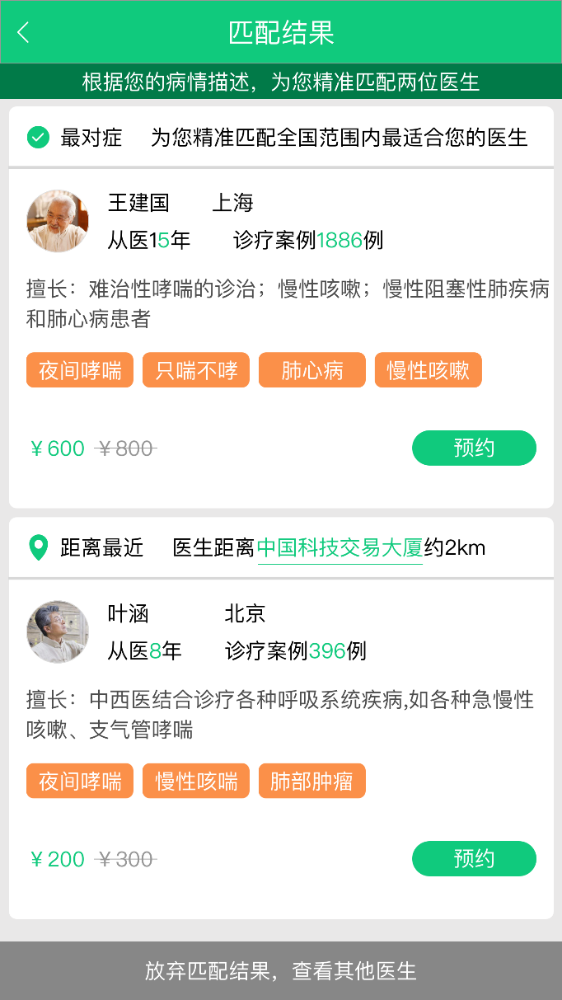 匹配结果
根据您的病情描述，为您精准匹配两位医生
最对症 为您精准匹配全国范围内最适合您的医生
王建国 上海
从医15年 诊疗案例1886例
擅长：难治性哮喘的诊治；慢性咳嗽；慢性阻塞性肺疾病
和肺心病患者
夜间哮喘 只喘不哮 肺心病 慢性咳嗽
￥600 ￥800 预约
距离最近 医生距离中国科技交易大厦约2km
叶涵 北京
从医8年 诊疗案例396例
擅长：中西医结合诊疗各种呼吸系统疾病,如各种急慢性
咳嗽、支气管哮喘
夜间哮喘 慢性咳喘 肺部肿瘤
￥200 ￥300 预约
放弃匹配结果，查看其他医生